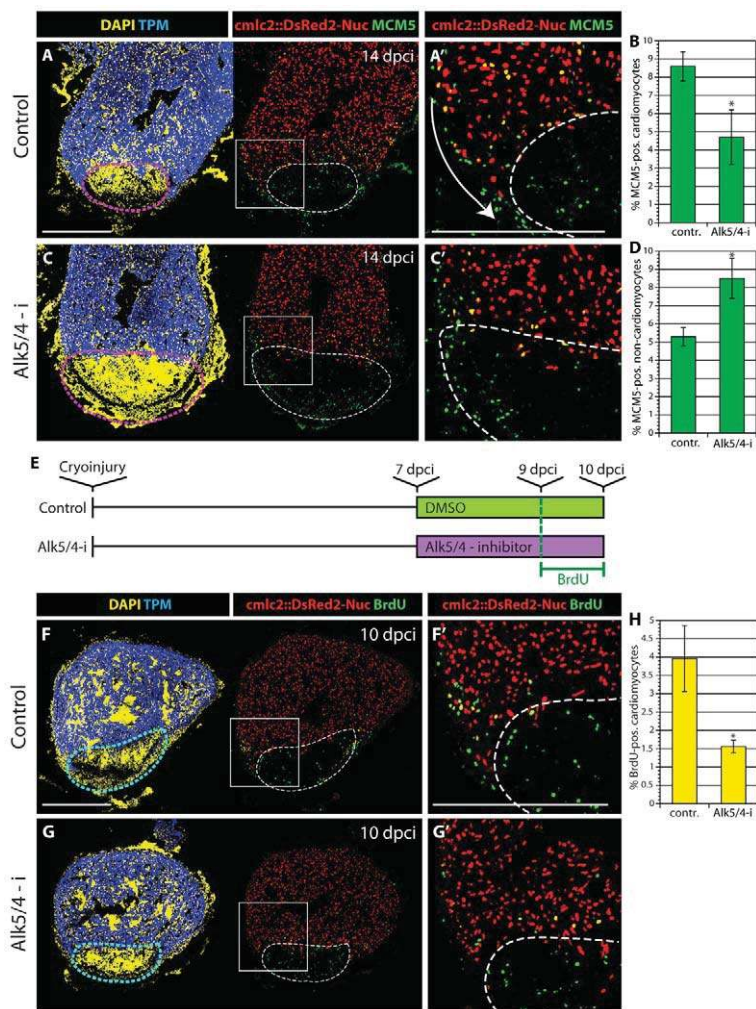 DAPI TPM
cmlc2::DsRed2-Nuc MCM5
cmlc2::DsRed2-Nuc MCM5
Control
A
14 dpci
A'
B
% MCM5-pos. cardiomyocytes
10
9
8
7
6
5
4
3
2
1
0
*
contr.
Alk5/4-i
Alk5/4 - i
C
14 dpci
C'
D
% MCM5-pos. non-cardiomyocytes
10
9
8
7
6
5
4
3
2
1
0
*
contr.
Alk5/4-i
E
Cryoinjury
7 dpci
9 dpci
10 dpci
Control
DMSO
Alk5/4-i
Alk5/4 - inhibitor
BrdU
DAPI TPM
cmlc2::DsRed2-Nuc BrdU
cmlc2::DsRed2-Nuc BrdU
Control
F
10 dpci
F'
H
% BrdU-pos. cardiomyocytes
5
4.5
4
3.5
3
2.5
2
1.5
1
0.5
0
*
contr.
Alk5/4-i
Alk5/4 - i
G
10 dpci
G'